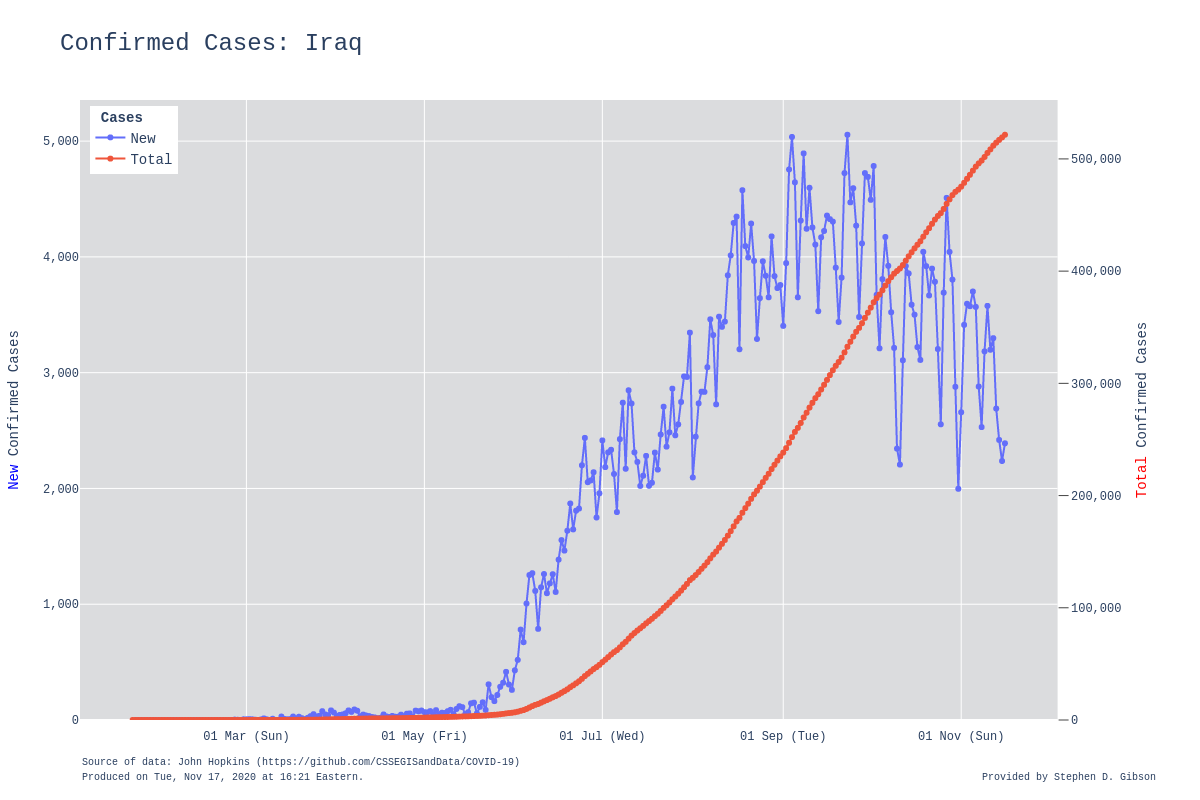 Confirmed Cases: Iraq
Cases
New
Total
5,000
4,000
3,000
2,000
1,000
0
New Confirmed Cases
500,000
400,000
300,000
200,000
100,000
0
Total Confirmed Cases
01 Mar (Sun)
01 May (Fri)
01 Jul (Wed)
01 Sep (Tue)
01 Nov (Sun)
Source of data: John Hopkins (https://github.com/CSSEGISandData/COVID-19)
Produced on Tue, Nov 17, 2020 at 16:21 Eastern.
Provided by Stephen D. Gibson